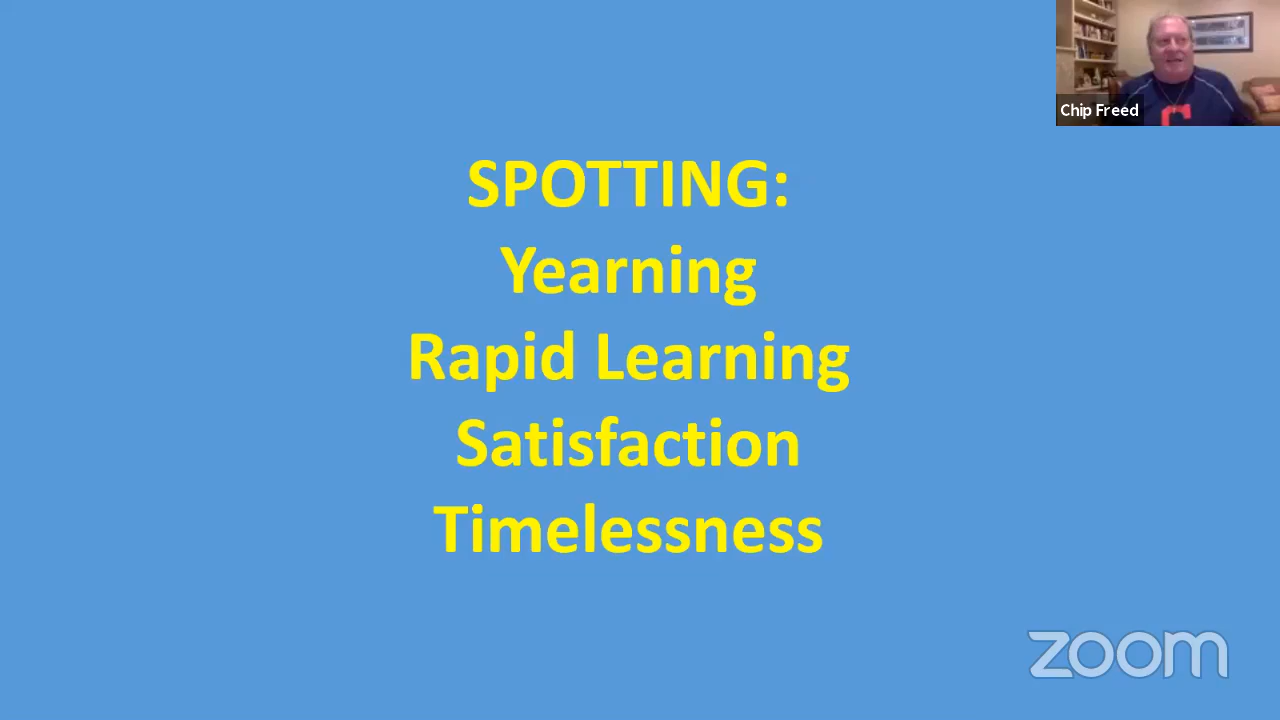 Chip Freed
SPOTTING:
Yearning
Rapid Learning
Satisfaction
Timelessness
zoom
C